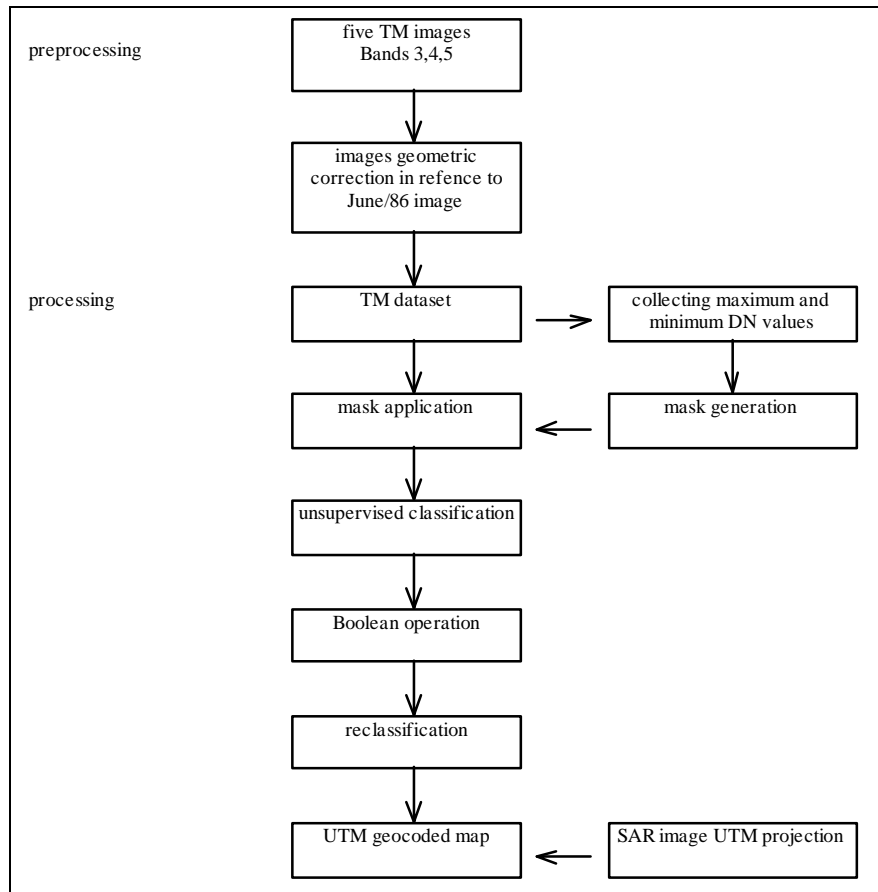 preprocessing
five TM images
Bands 3,4,5
images geometric
correction in refence to
June/86 image
processing
TM dataset
collecting maximum and
minimum DN values
mask application
mask generation
unsupervised classification
Boolean operation
reclassification
UTM geocoded map
SAR image UTM projection